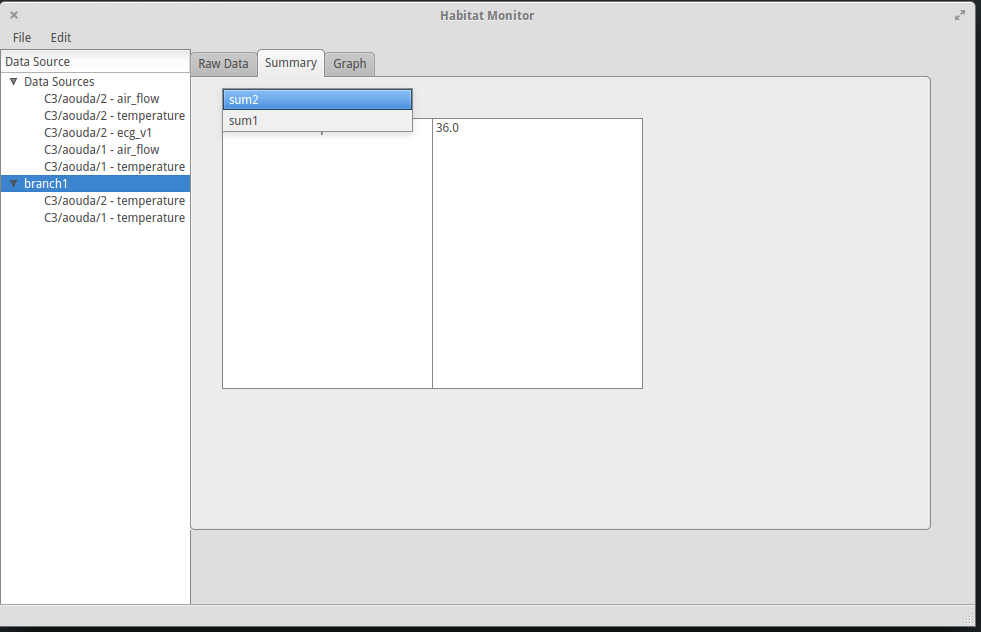 Habitat Monitor
File Edit
Data Source
Data Sources
C3/aouda/2 - air_flow
C3/aouda/2 - temperature
C3/aouda/2 - ecg_v1
C3/aouda/1 - air_flow
C3/aouda/1 - temperature
branch1
C3/aouda/2 - temperature
C3/aouda/1 - temperature
Raw Data Summary Graph
sum2
sum1
36.0